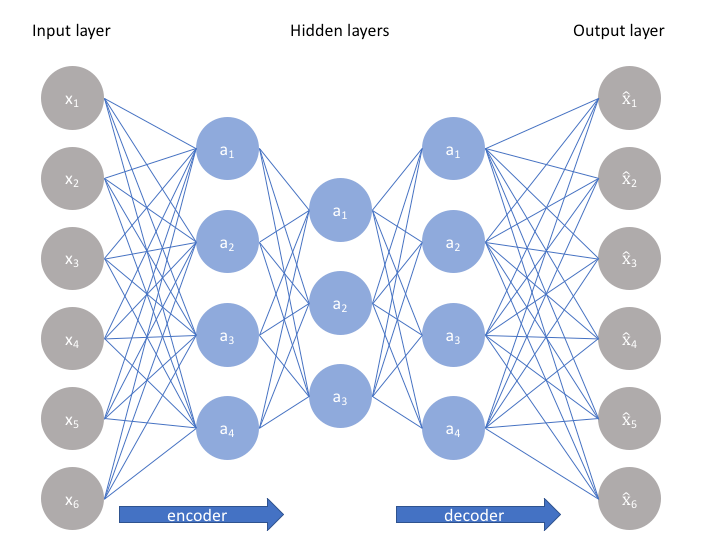 Input layer
Hidden layers
Output layer
x₁
x₂
x₃
x₄
x₅
x₆
a₁
a₂
a₃
a₄
a₁
a₂
a₃
a₁
a₂
a₃
a₄
x̂₁
x̂₂
x̂₃
x̂₄
x̂₅
x̂₆
encoder
decoder